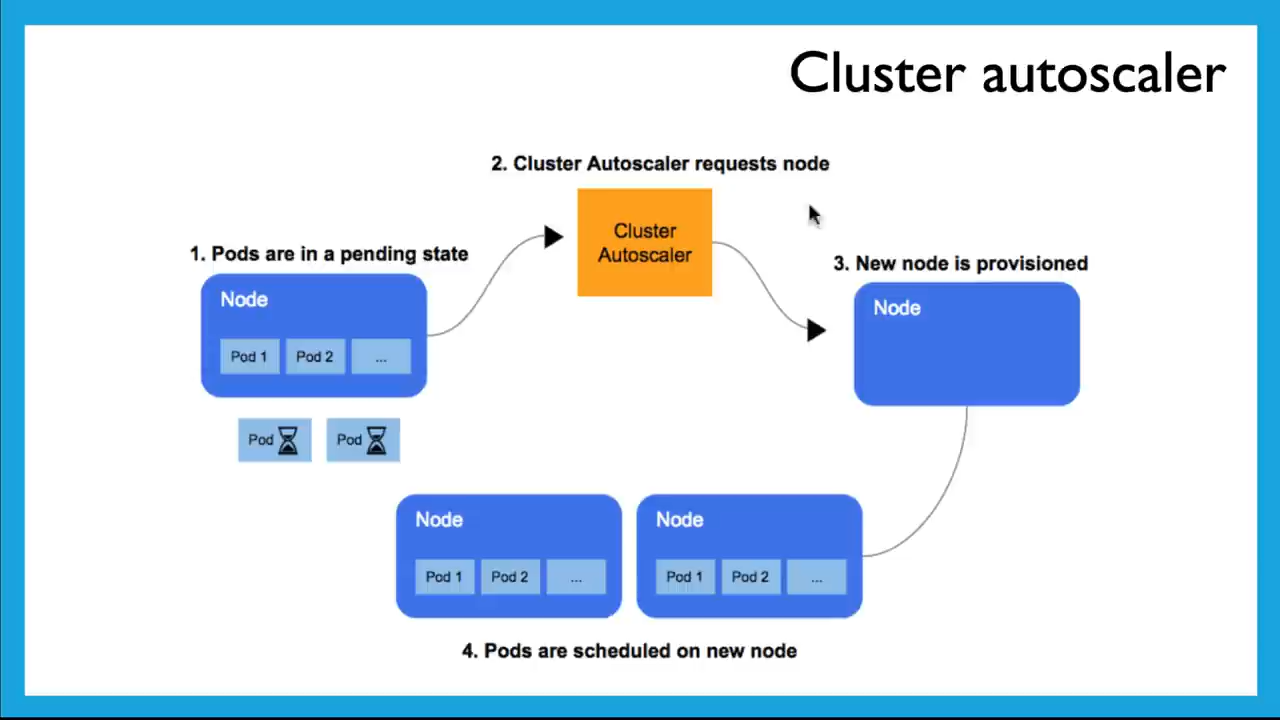 Cluster autoscaler
2. Cluster Autoscaler requests node
Cluster
Autoscaler
1. Pods are in a pending state
Node
Pod 1
Pod 2
...
Pod
Pod
3. New node is provisioned
Node
Node
Pod 1
Pod 2
...
Node
Pod 1
Pod 2
...
4. Pods are scheduled on new node